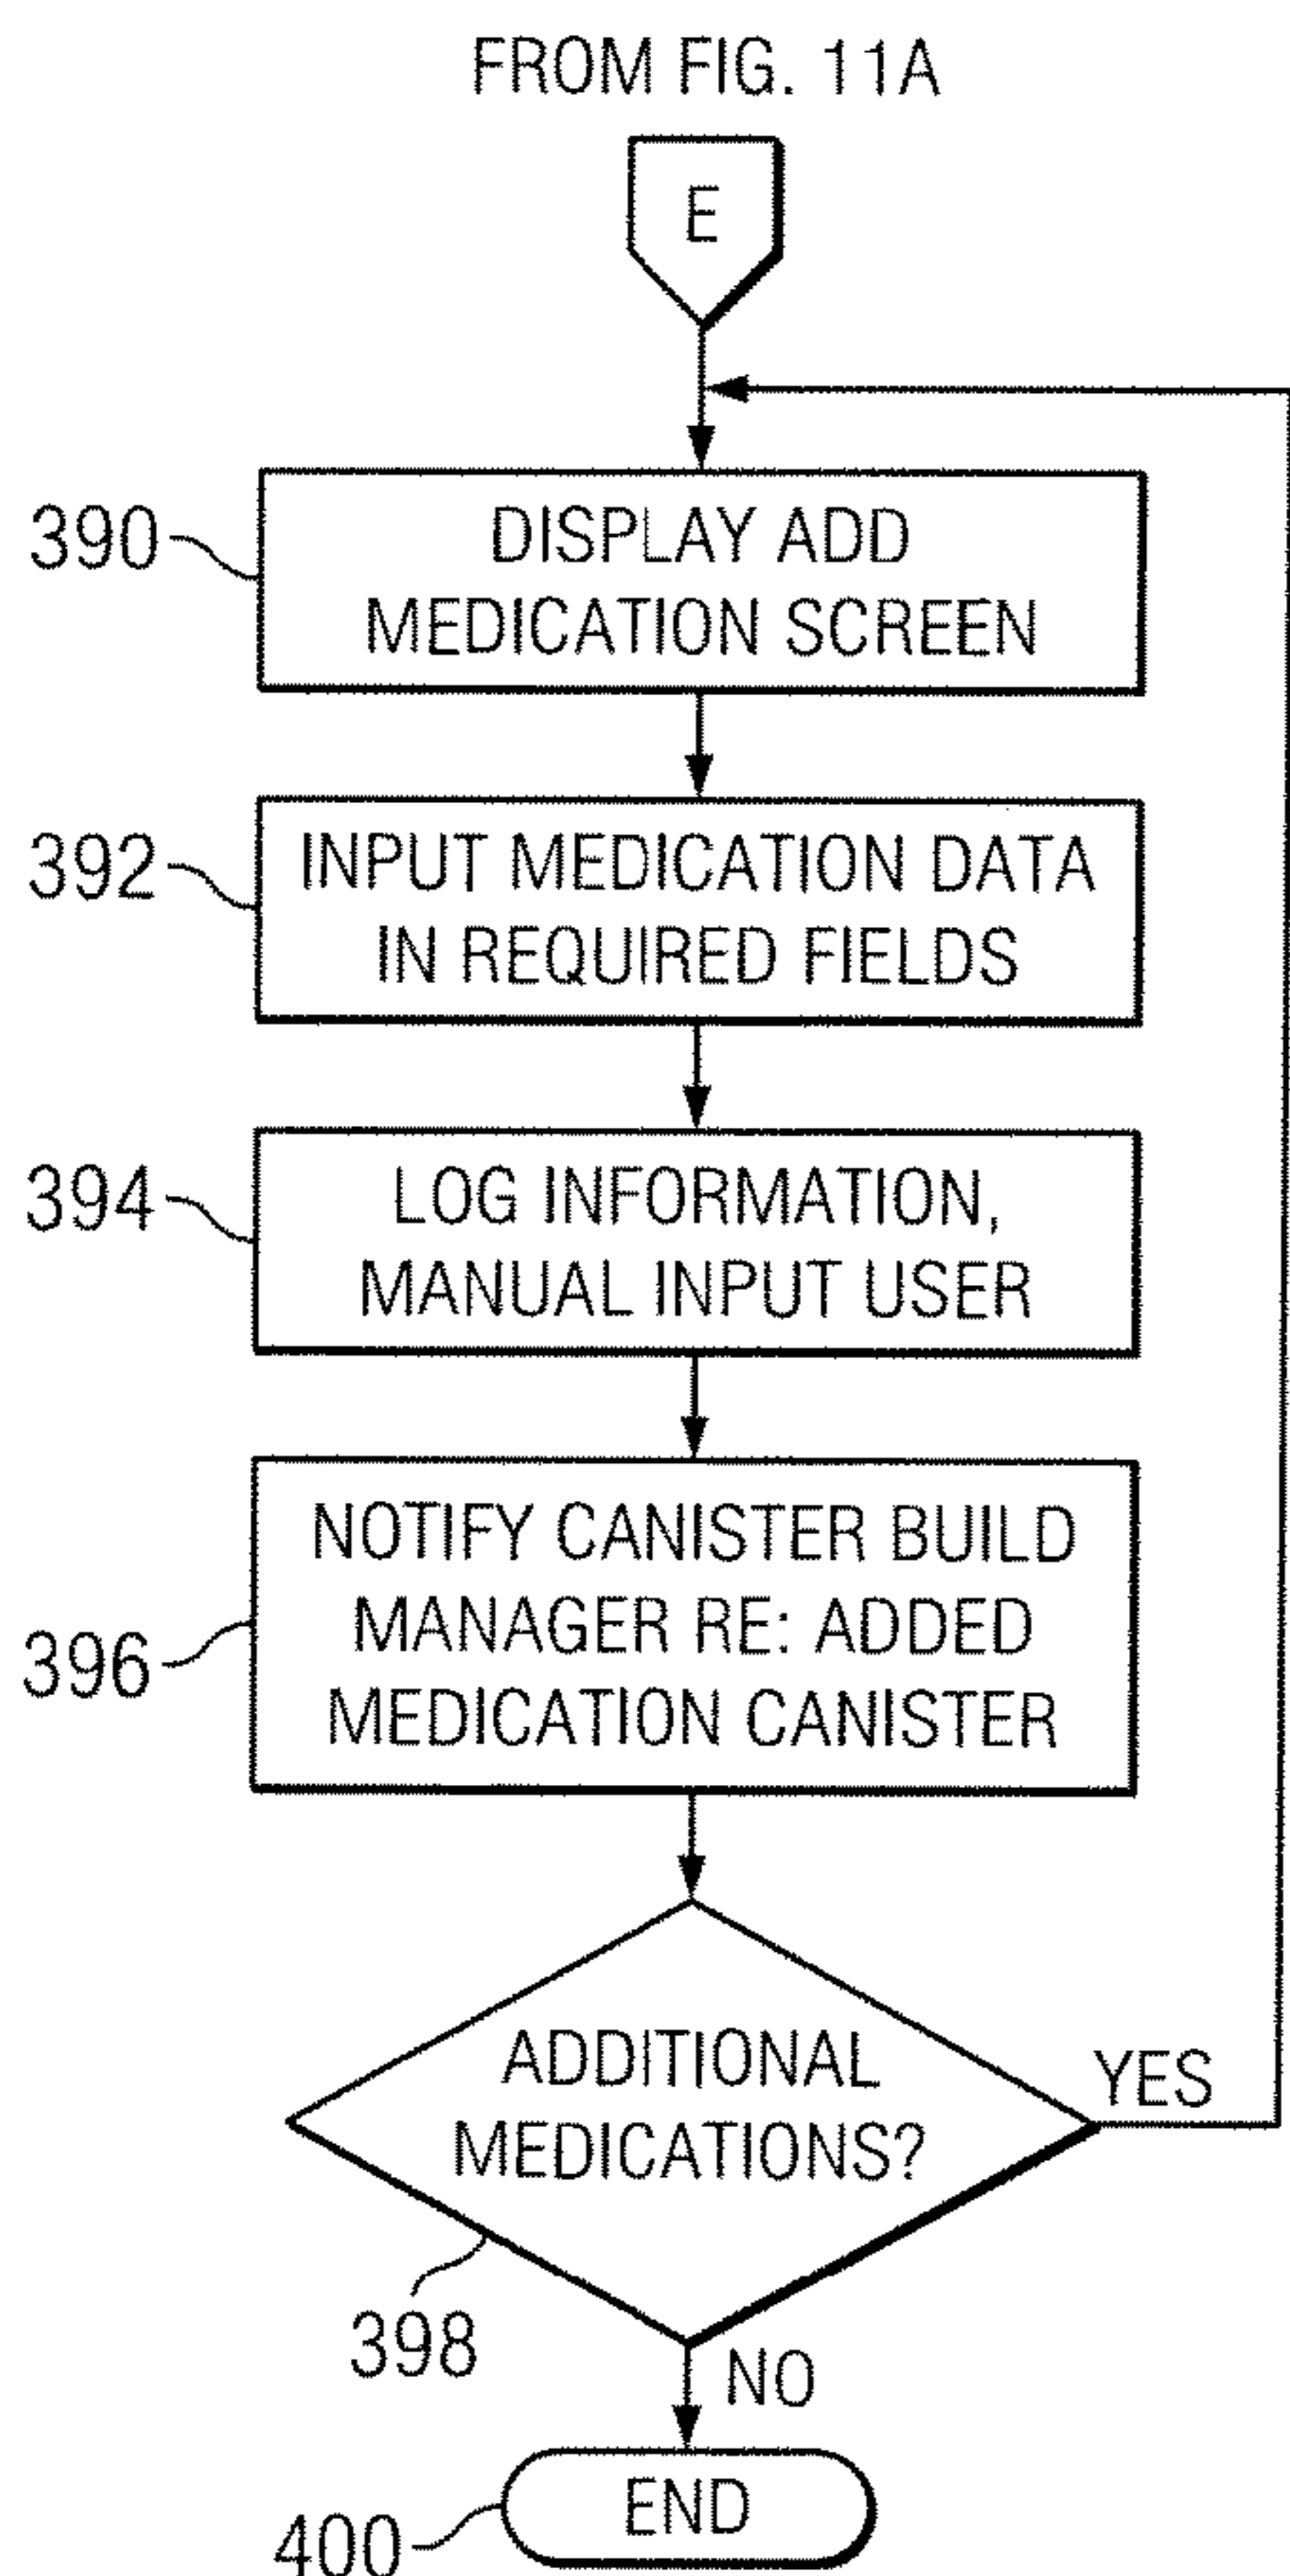 FROM FIG. 11A
E
390
DISPLAY ADD
MEDICATION SCREEN
392
INPUT MEDICATION DATA
IN REQUIRED FIELDS
394
LOG INFORMATION,
MANUAL INPUT USER
396
NOTIFY CANISTER BUILD
MANAGER RE: ADDED
MEDICATION CANISTER
ADDITIONAL
MEDICATIONS?
YES
398
NO
END
400